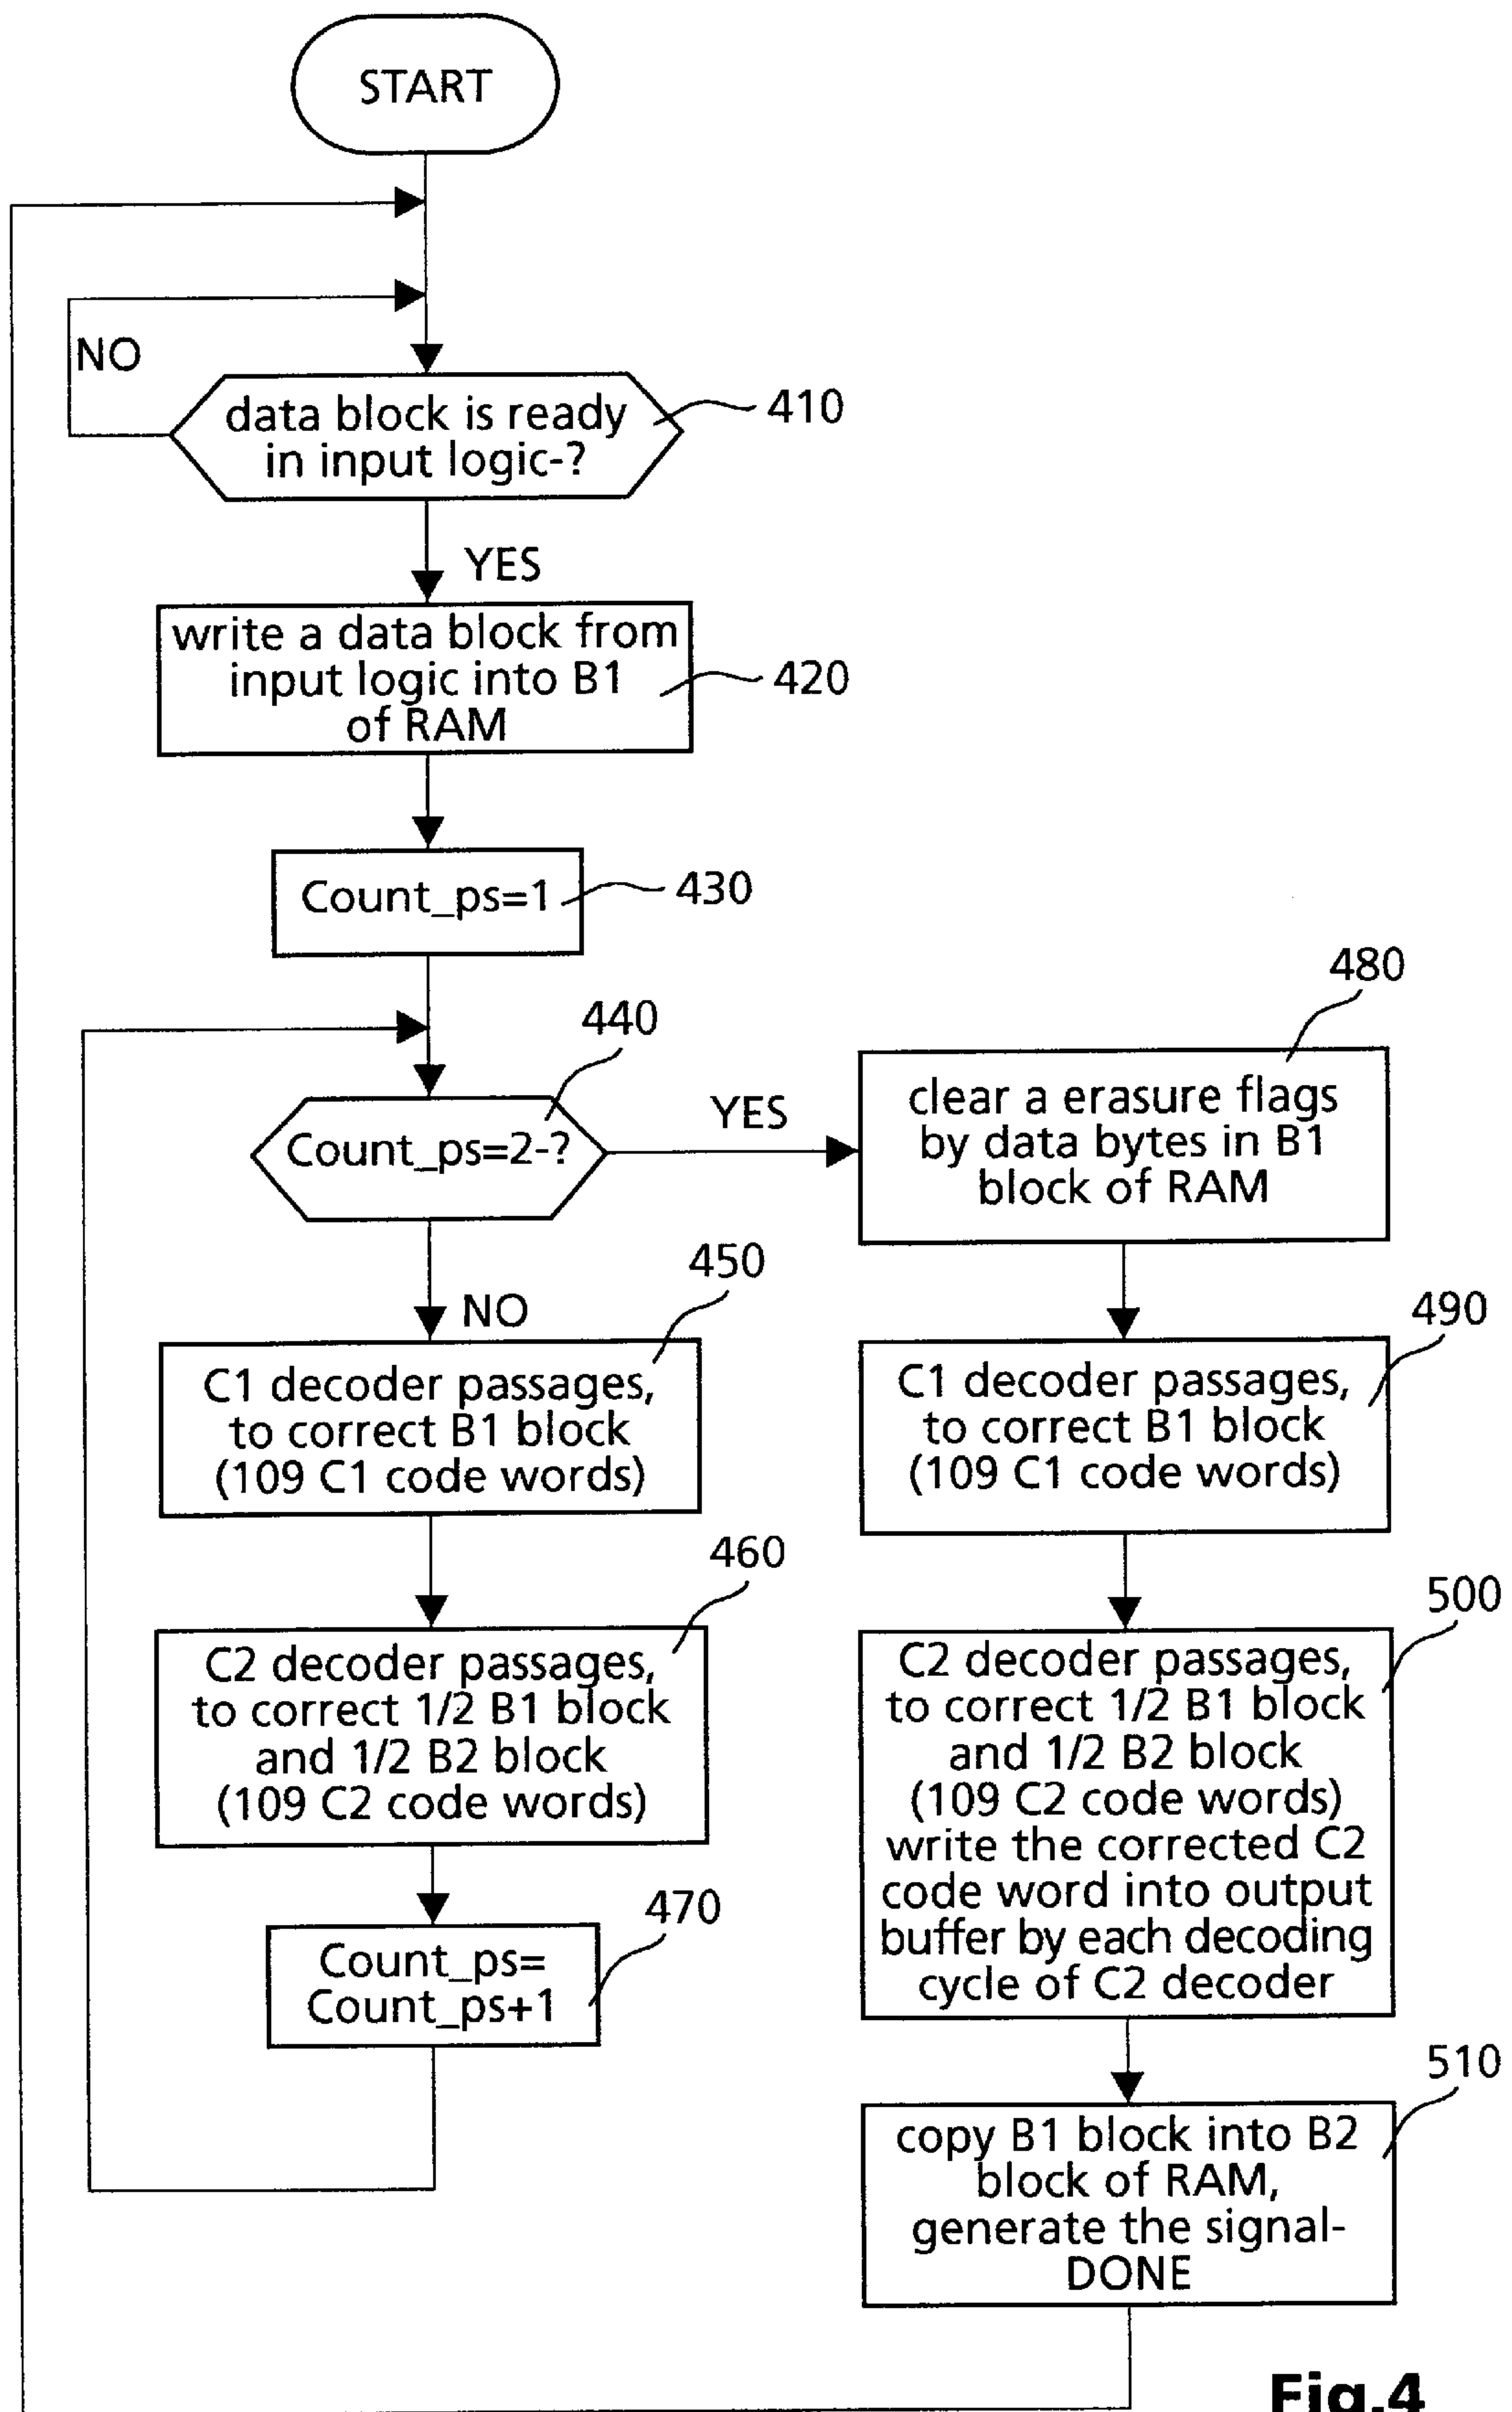 START
NO
data block is ready
in input logic-?
410
YES
write a data block from
input logic into B1
of RAM
420
Count_ps=1
430
440
Count_ps=2-?
YES
NO
450
C1 decoder passages,
to correct B1 block
(109 C1 code words)
460
C2 decoder passages,
to correct 1/2 B1 block
and 1/2 B2 block
(109 C2 code words)
470
Count_ps=
Count_ps+1
480
clear a erasure flags
by data bytes in B1
block of RAM
490
C1 decoder passages,
to correct B1 block
(109 C1 code words)
500
C2 decoder passages,
to correct 1/2 B1 block
and 1/2 B2 block
(109 C2 code words)
write the corrected C2
code word into output
buffer by each decoding
cycle of C2 decoder
510
copy B1 block into B2
block of RAM,
generate the signal-
DONE
Fig.4